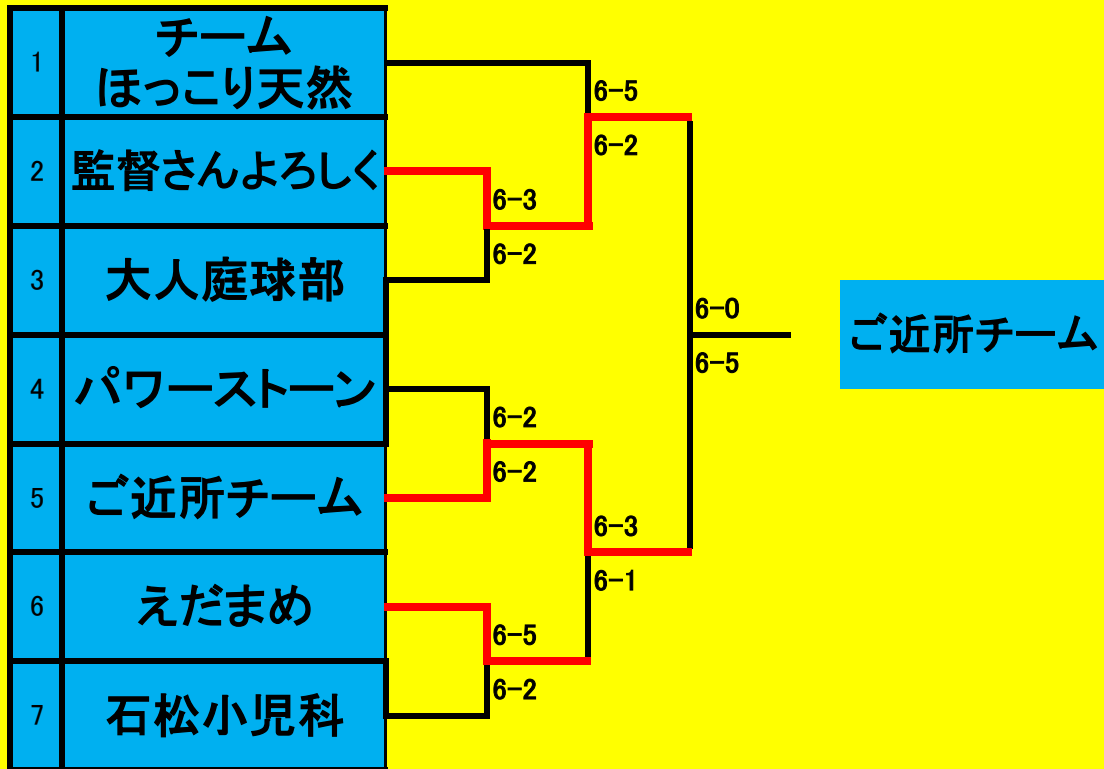 1
チーム
ほっこり天然
2
監督さんよろしく
3
大人庭球部
4
パワーストーン
5
ご近所チーム
6
えだまめ
7
石松小児科
6-3
6-2
6-2
6-2
6-5
6-2
6-5
6-2
6-3
6-1
6-0
6-5
ご近所チーム